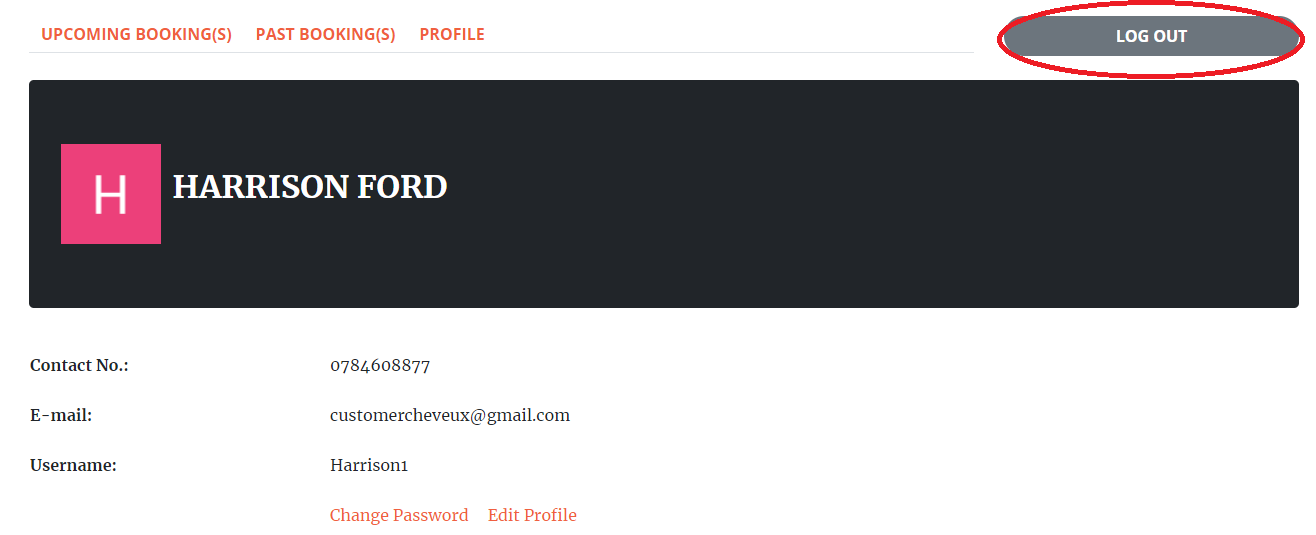 UPCOMING BOOKING(S) PAST BOOKING(S) PROFILE LOG OUT
H HARRISON FORD
Contact No.: 0784608877
E-mail: customercheveux@gmail.com
Username: Harrison1
Change Password Edit Profile